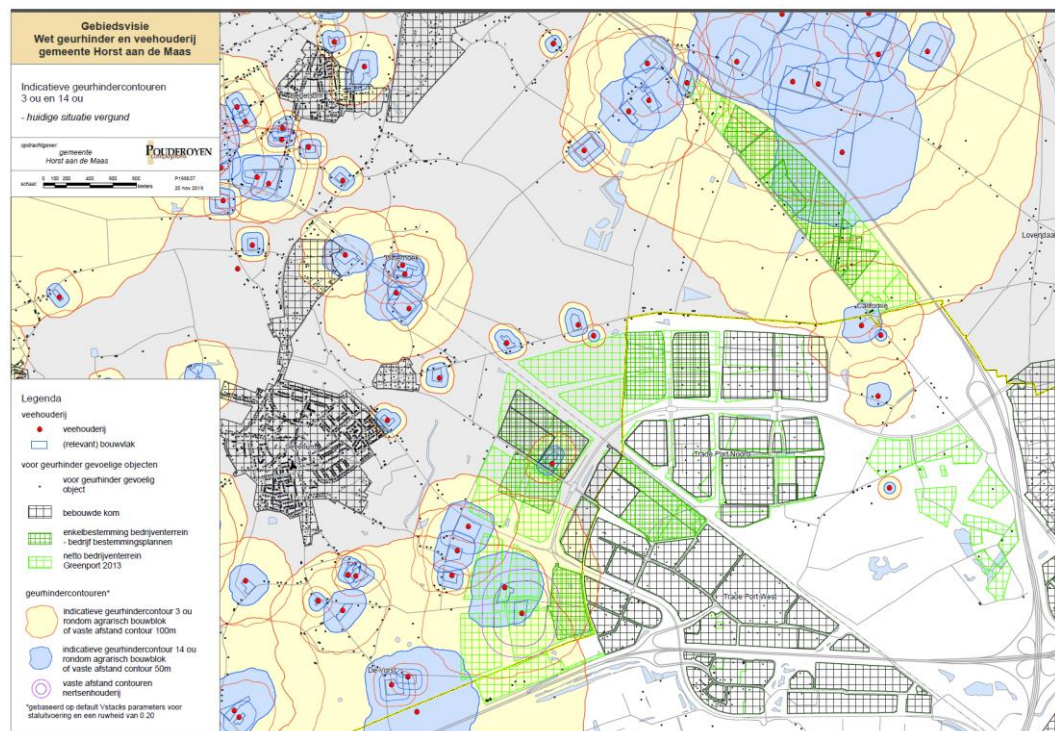 Gebiedsvisie
Wet geurhinder en veehouderij
gemeente Horst aan de Maas
Indicatieve geurhindercontouren
3 ou en 14 ou
- huidige situatie vergund
opdrachtgever:
gemeente
Horst aan de Maas
POUDEROYEN
schaal:
0 100 200 400 600 800
Meters
25 nov 2019
Legenda
veehouderij
veehouderij
(relevant) bouwvlak
voor geurhinder gevoelige objecten
voor geurhinder gevoelig
object
bebouwde kom
enkelbestemming bedrijventerrein
- bedrijf bestemmingsplannen
netto bedrijventerrein
Greenport 2013
geurhindercontouren*
indicatieve geurhindercontour 3 ou
rondom agrarisch bouwblok
of vaste afstand contour 100m
indicatieve geurhindercontour 14 ou
rondom agrarisch bouwblok
of vaste afstand contour 50m
vaste afstand contouren
nertsenhouderij
*gebaseerd op default Vstacks parameters voor
staluitvoering en een ruwheid van 0.20
Californie
Trade Port Noord
Trade Port West
De Vorst